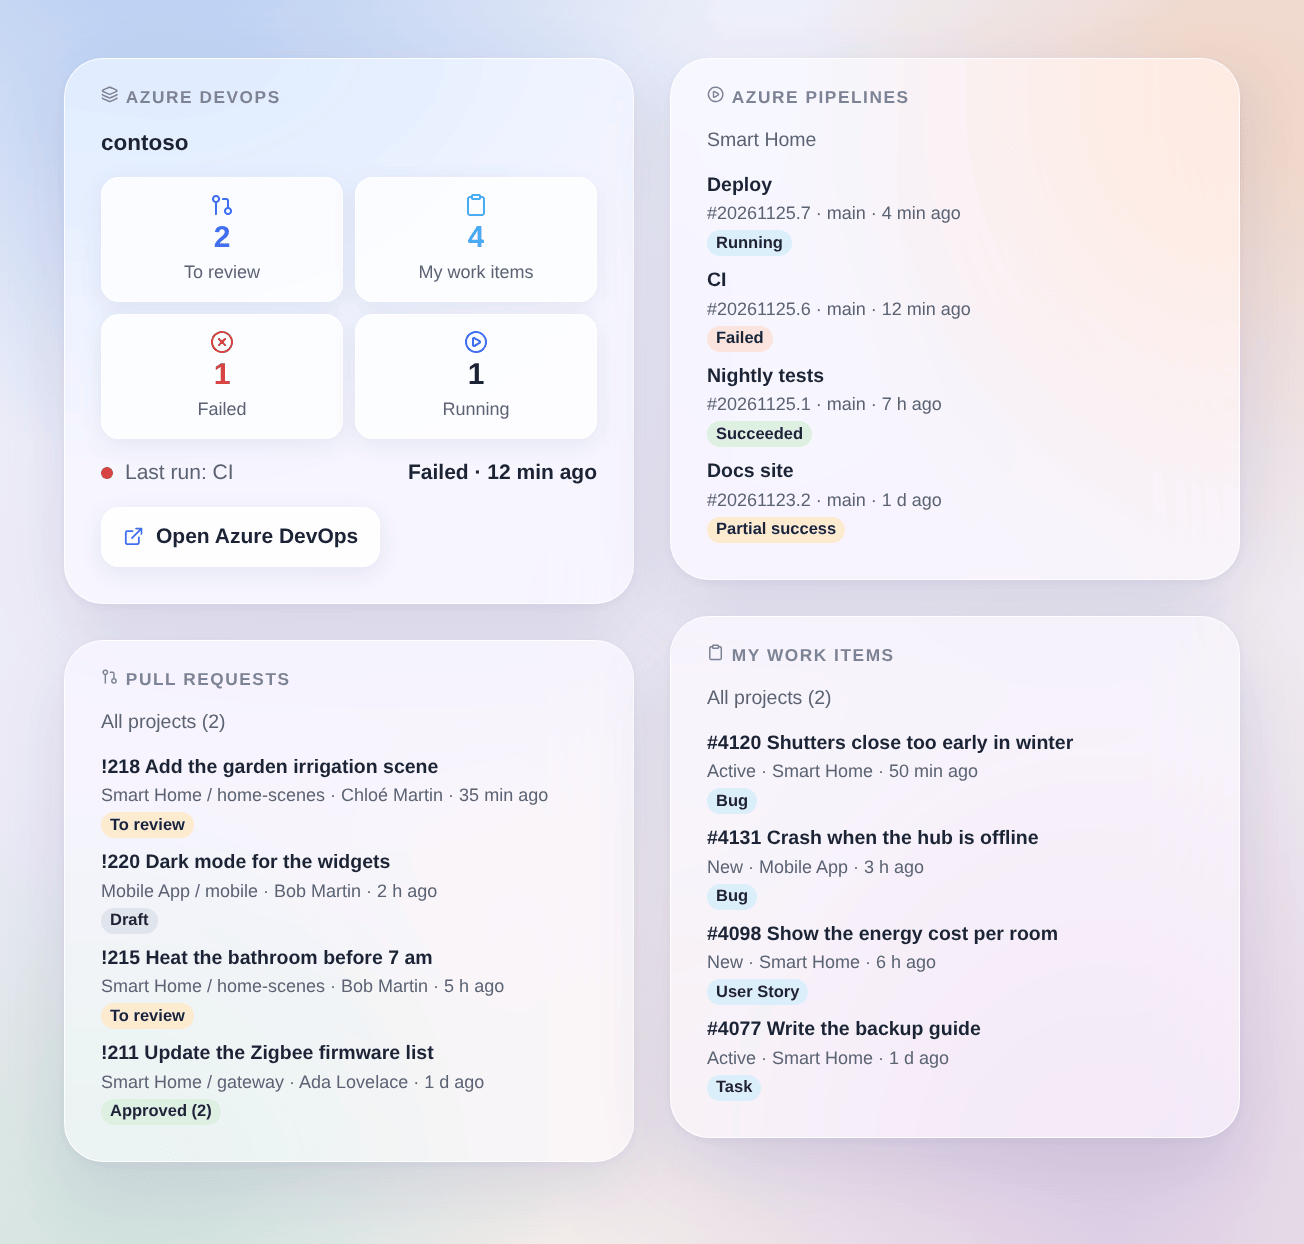 AZURE DEVOPS
contoso
2
To review
4
My work items
1
Failed
1
Running
Last run: CI
Failed · 12 min ago
Open Azure DevOps
AZURE PIPELINES
Smart Home
Deploy
#20261125.7 · main · 4 min ago
Running
CI
#20261125.6 · main · 12 min ago
Failed
Nightly tests
#20261125.1 · main · 7 h ago
Succeeded
Docs site
#20261123.2 · main · 1 d ago
Partial success
PULL REQUESTS
All projects (2)
!218 Add the garden irrigation scene
Smart Home / home-scenes · Chloé Martin · 35 min ago
To review
!220 Dark mode for the widgets
Mobile App / mobile · Bob Martin · 2 h ago
Draft
!215 Heat the bathroom before 7 am
Smart Home / home-scenes · Bob Martin · 5 h ago
To review
!211 Update the Zigbee firmware list
Smart Home / gateway · Ada Lovelace · 1 d ago
Approved (2)
MY WORK ITEMS
All projects (2)
#4120 Shutters close too early in winter
Active · Smart Home · 50 min ago
Bug
#4131 Crash when the hub is offline
New · Mobile App · 3 h ago
Bug
#4098 Show the energy cost per room
New · Smart Home · 6 h ago
User Story
#4077 Write the backup guide
Active · Smart Home · 1 d ago
Task